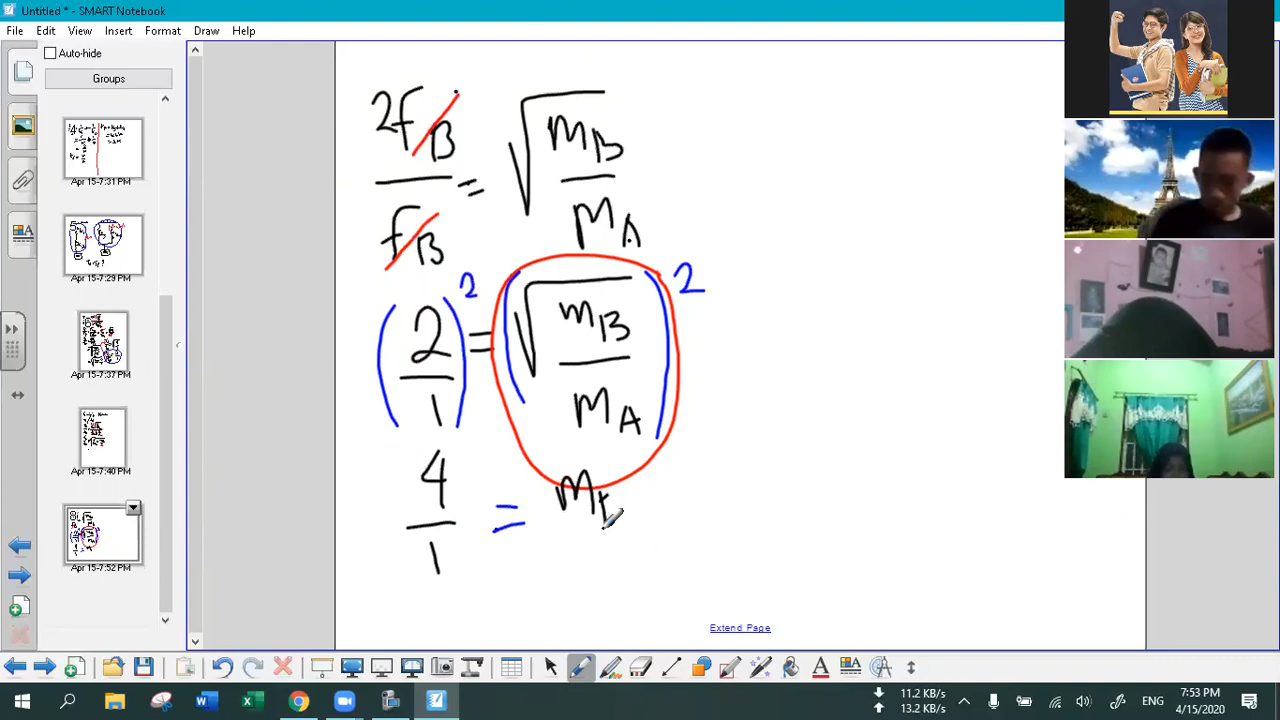 Untitled * - SMART Notebook
File Edit View Insert Format Draw Help
Auto-hide
Groups
Apr 15-7:31 PM
Apr 15-7:29 PM
Apr 15-7:37 PM
Apr 15-7:40 PM
Apr 15-7:52 PM
2fB / fB = √(mB / mA)
(2/1)² = (√(mB / mA))²
4/1 = m
Extend Page
11.2 KB/s
13.2 KB/s
ENG
7:53 PM
4/15/2020